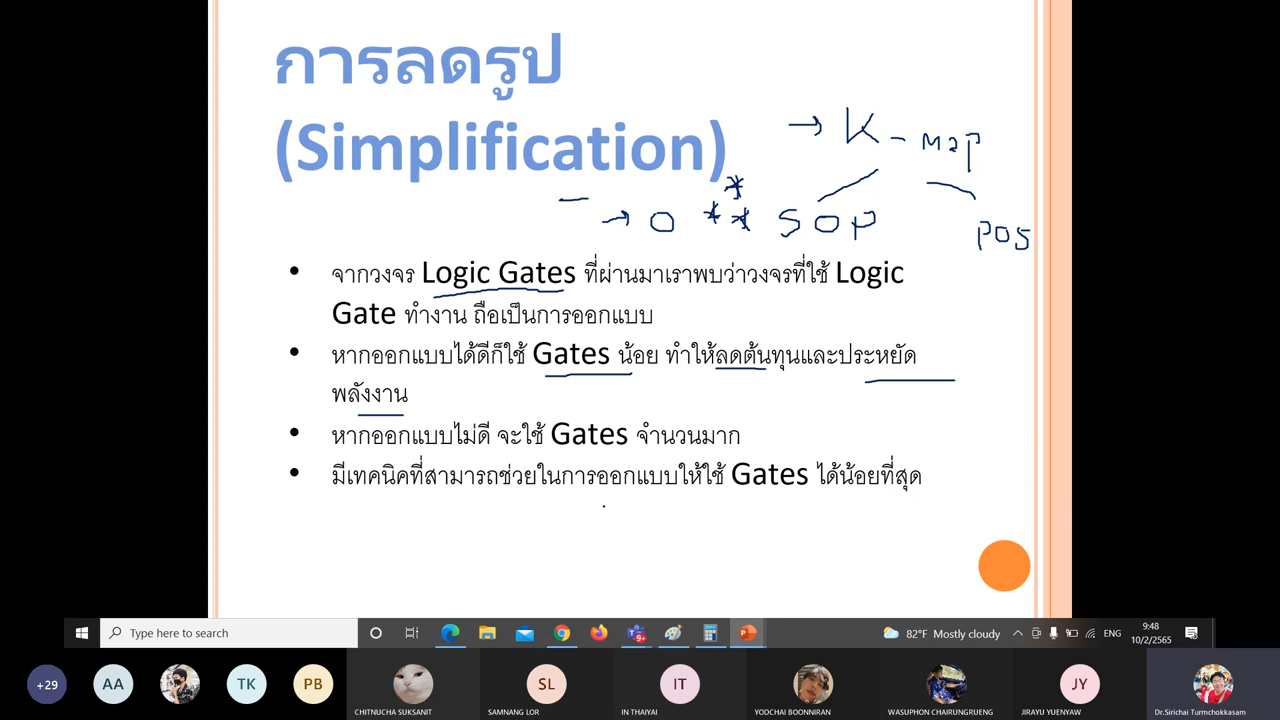 การลดรูป
(Simplification)
→ K - Map
→ 0 *** SOP
POS
• จากวงจร Logic Gates ที่ผ่านมาเราพบว่าวงจรที่ใช้ Logic
Gate ทำงาน ถือเป็นการออกแบบ
• หากออกแบบได้ดีก็ใช้ Gates น้อย ทำให้ลดต้นทุนและประหยัด
พลังงาน
• หากออกแบบไม่ดี จะใช้ Gates จำนวนมาก
• มีเทคนิคที่สามารถช่วยในการออกแบบให้ใช้ Gates ได้น้อยที่สุด
Type here to search
9+
82°F Mostly cloudy
ENG
9:48
10/2/2565
+29
AA
TK
PB
SL
IT
JY
CHITNUCHA SUKSANIT
SAMNANG LOR
IN THAIYAI
YODCHAI BOONNIRAN
WASUPHON CHAIRUNGRUENG
JIRAYU YUENYAW
Dr.Sirichai Turmchokkasam